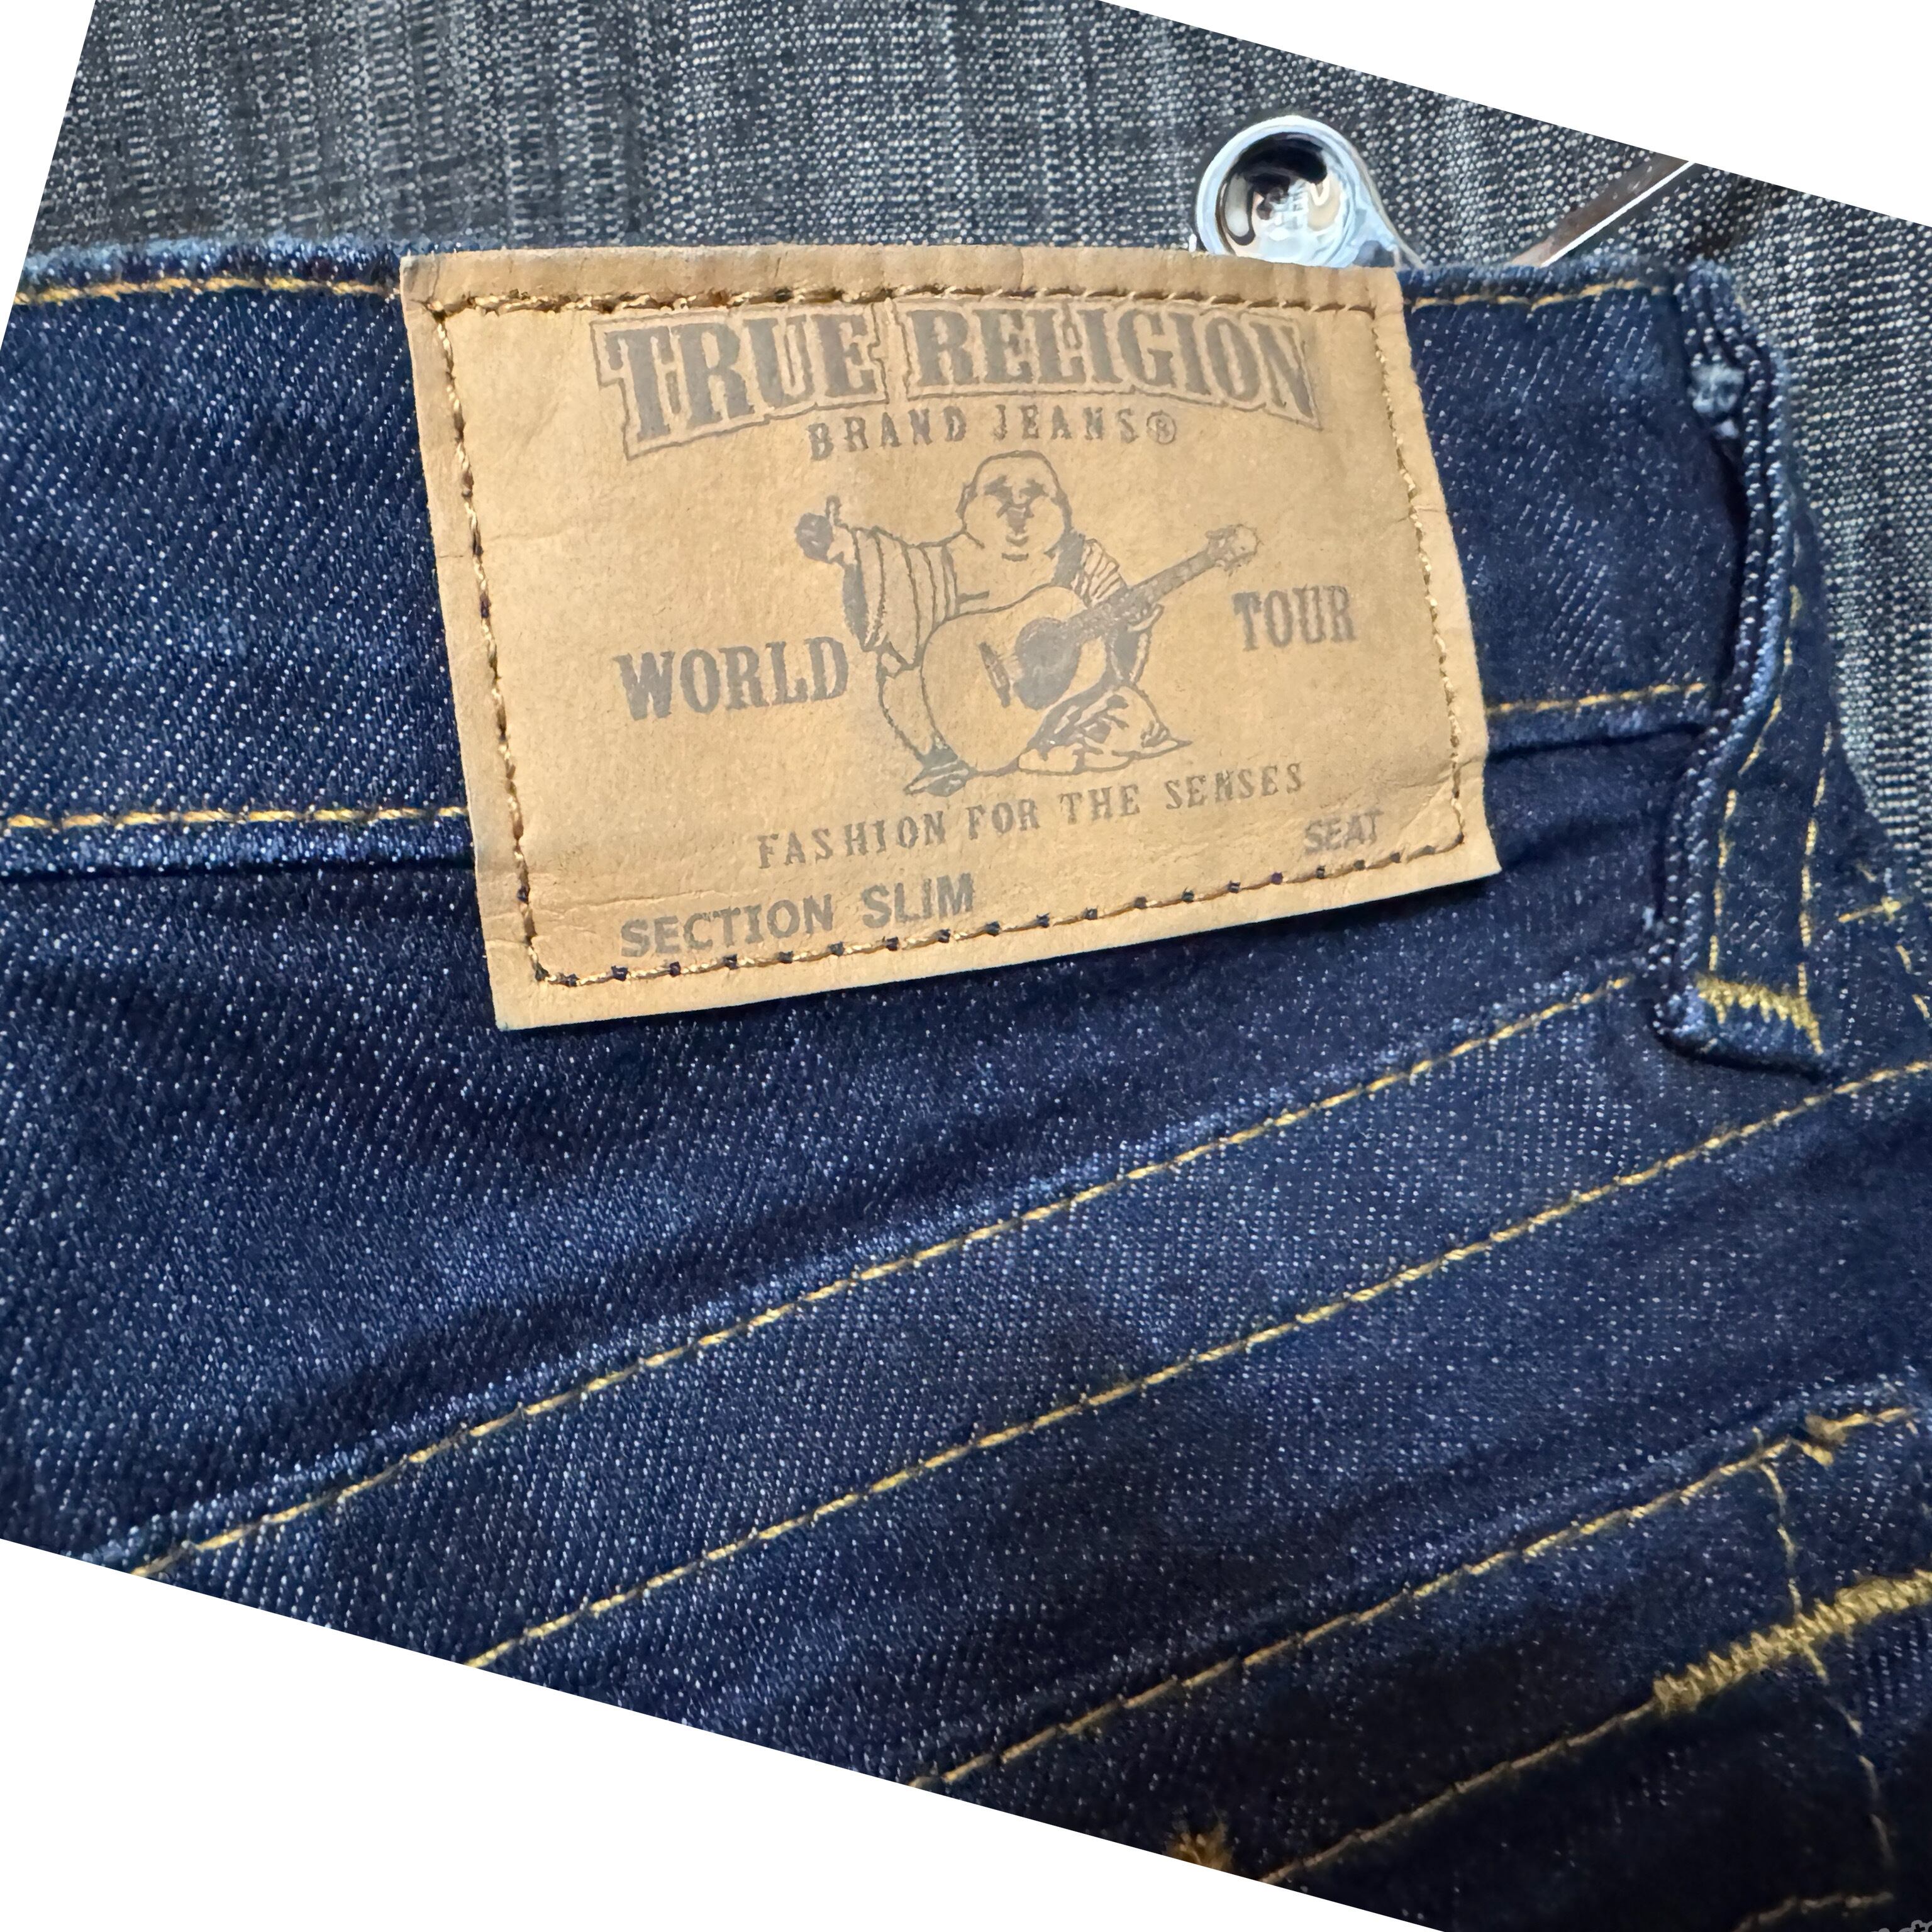 TRUE RELIGION
BRAND JEANS®
WORLD TOUR
FASHION FOR THE SENSES
SECTION SLIM SEAT